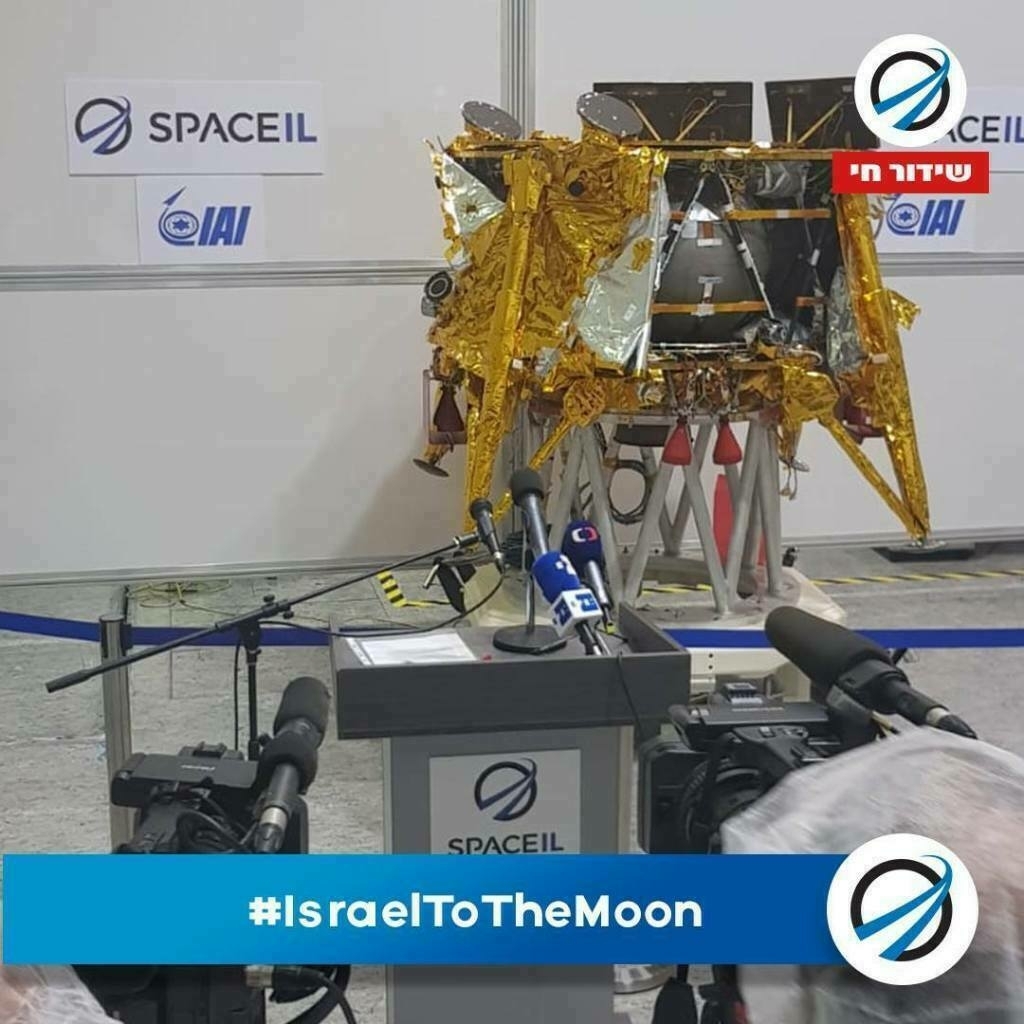 SPACEIL
IAI
ACEIL
שידור חי
IAI
SPACEIL
#IsraelToTheMoon